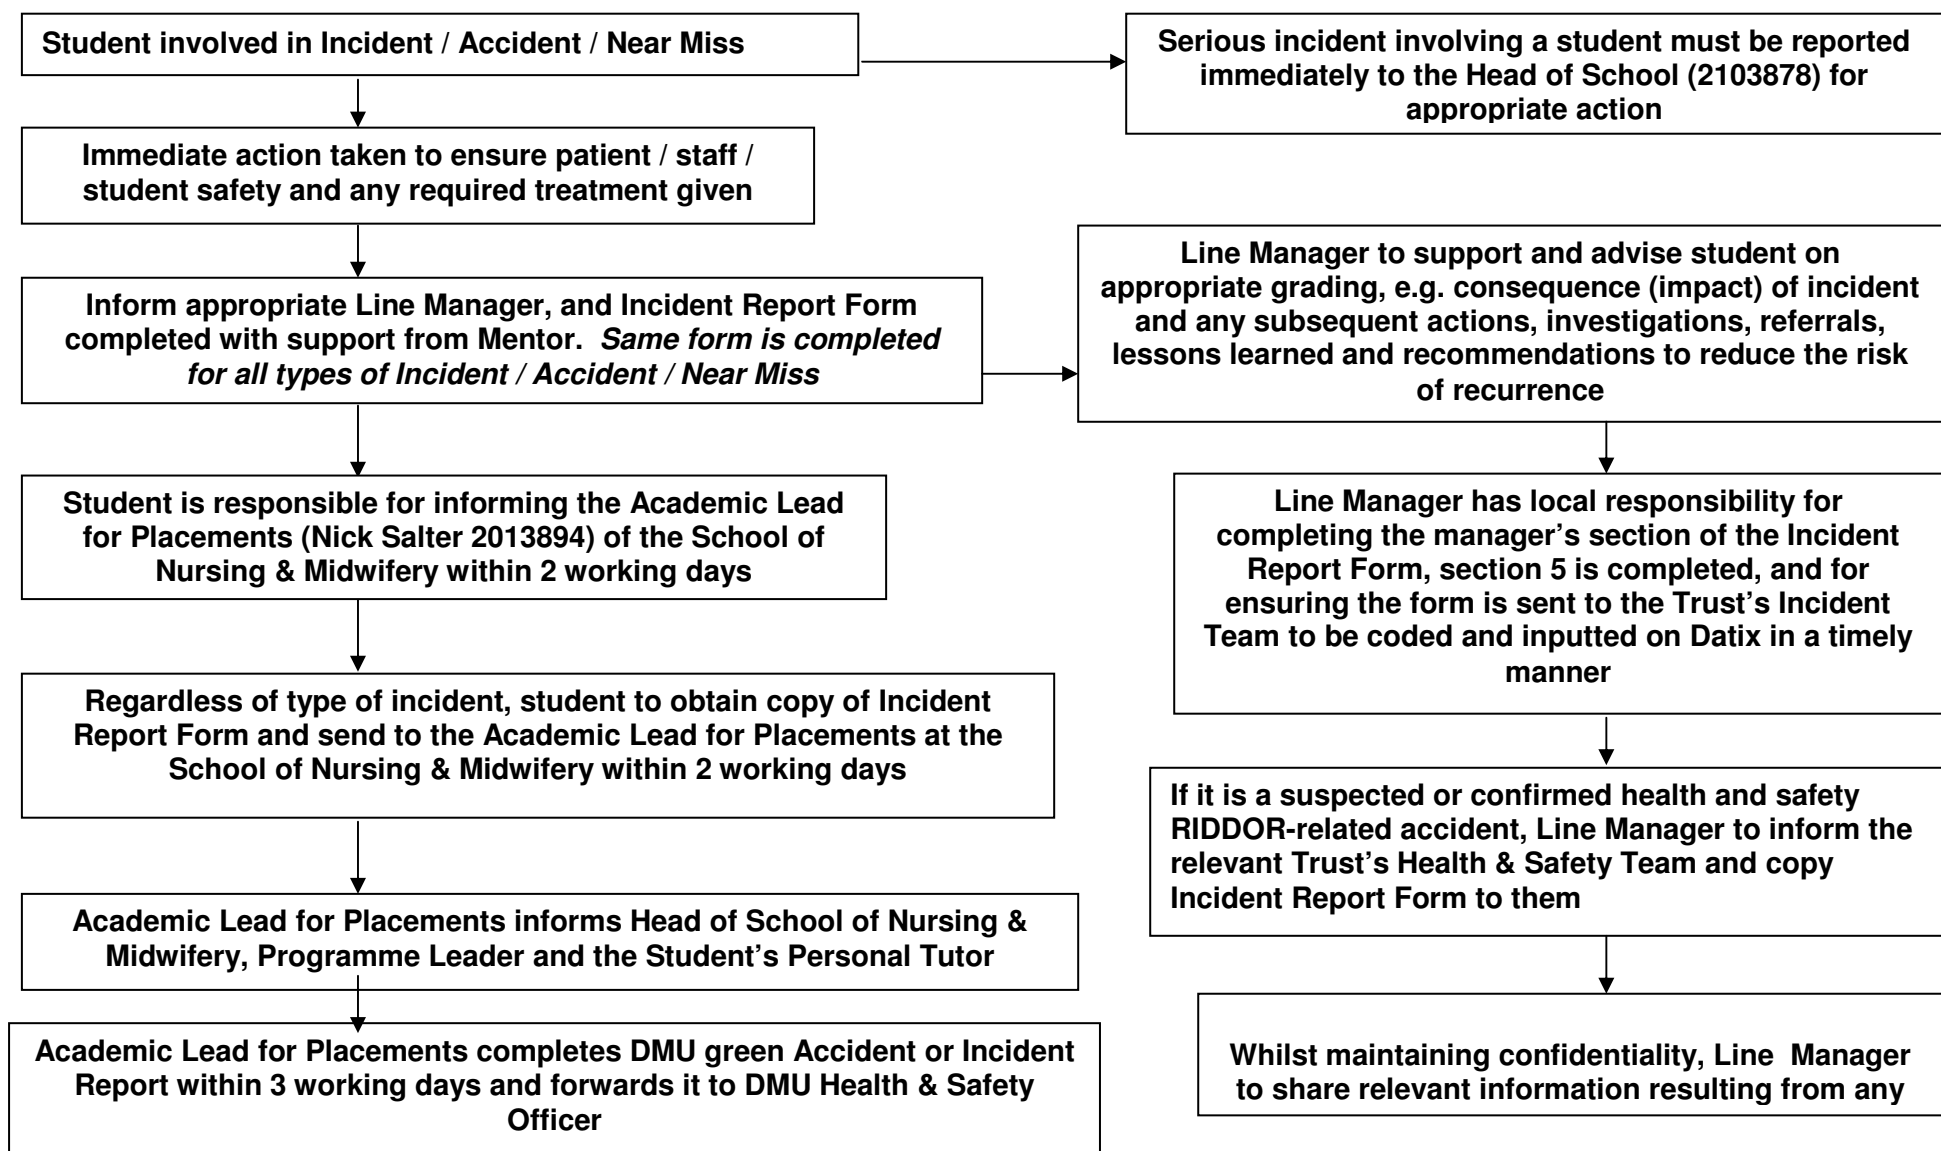 Student involved in Incident / Accident / Near Miss
Serious incident involving a student must be reported
immediately to the Head of School (2103878) for
appropriate action
Immediate action taken to ensure patient / staff /
student safety and any required treatment given
Inform appropriate Line Manager, and Incident Report Form
completed with support from Mentor. Same form is completed
for all types of Incident / Accident / Near Miss
Line Manager to support and advise student on
appropriate grading, e.g. consequence (impact) of incident
and any subsequent actions, investigations, referrals,
lessons learned and recommendations to reduce the risk
of recurrence
Student is responsible for informing the Academic Lead
for Placements (Nick Salter 2013894) of the School of
Nursing & Midwifery within 2 working days
Line Manager has local responsibility for
completing the manager’s section of the Incident
Report Form, section 5 is completed, and for
ensuring the form is sent to the Trust’s Incident
Team to be coded and inputted on Datix in a timely
manner
Regardless of type of incident, student to obtain copy of Incident
Report Form and send to the Academic Lead for Placements at the
School of Nursing & Midwifery within 2 working days
If it is a suspected or confirmed health and safety
RIDDOR-related accident, Line Manager to inform the
relevant Trust’s Health & Safety Team and copy
Incident Report Form to them
Academic Lead for Placements informs Head of School of Nursing &
Midwifery, Programme Leader and the Student’s Personal Tutor
Academic Lead for Placements completes DMU green Accident or Incident
Report within 3 working days and forwards it to DMU Health & Safety
Officer
Whilst maintaining confidentiality, Line Manager
to share relevant information resulting from any